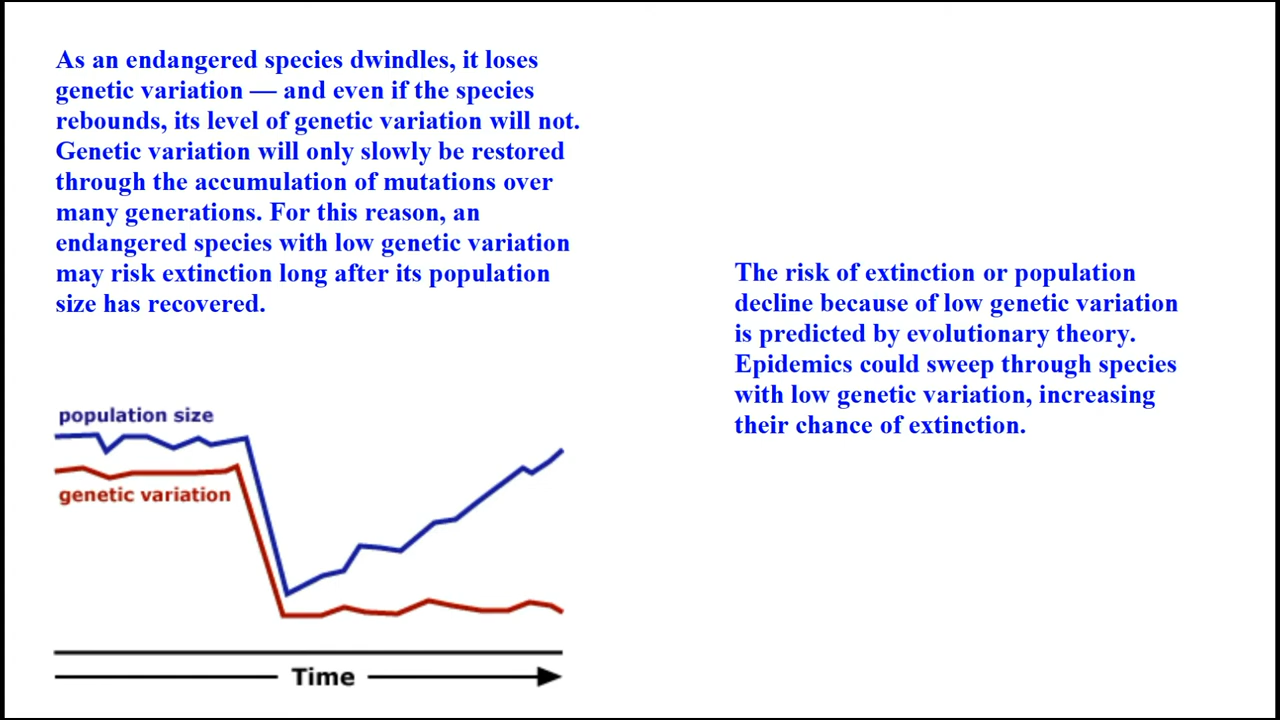 As an endangered species dwindles, it loses
genetic variation — and even if the species
rebounds, its level of genetic variation will not.
Genetic variation will only slowly be restored
through the accumulation of mutations over
many generations. For this reason, an
endangered species with low genetic variation
may risk extinction long after its population
size has recovered.
The risk of extinction or population
decline because of low genetic variation
is predicted by evolutionary theory.
Epidemics could sweep through species
with low genetic variation, increasing
their chance of extinction.
population size
genetic variation
Time